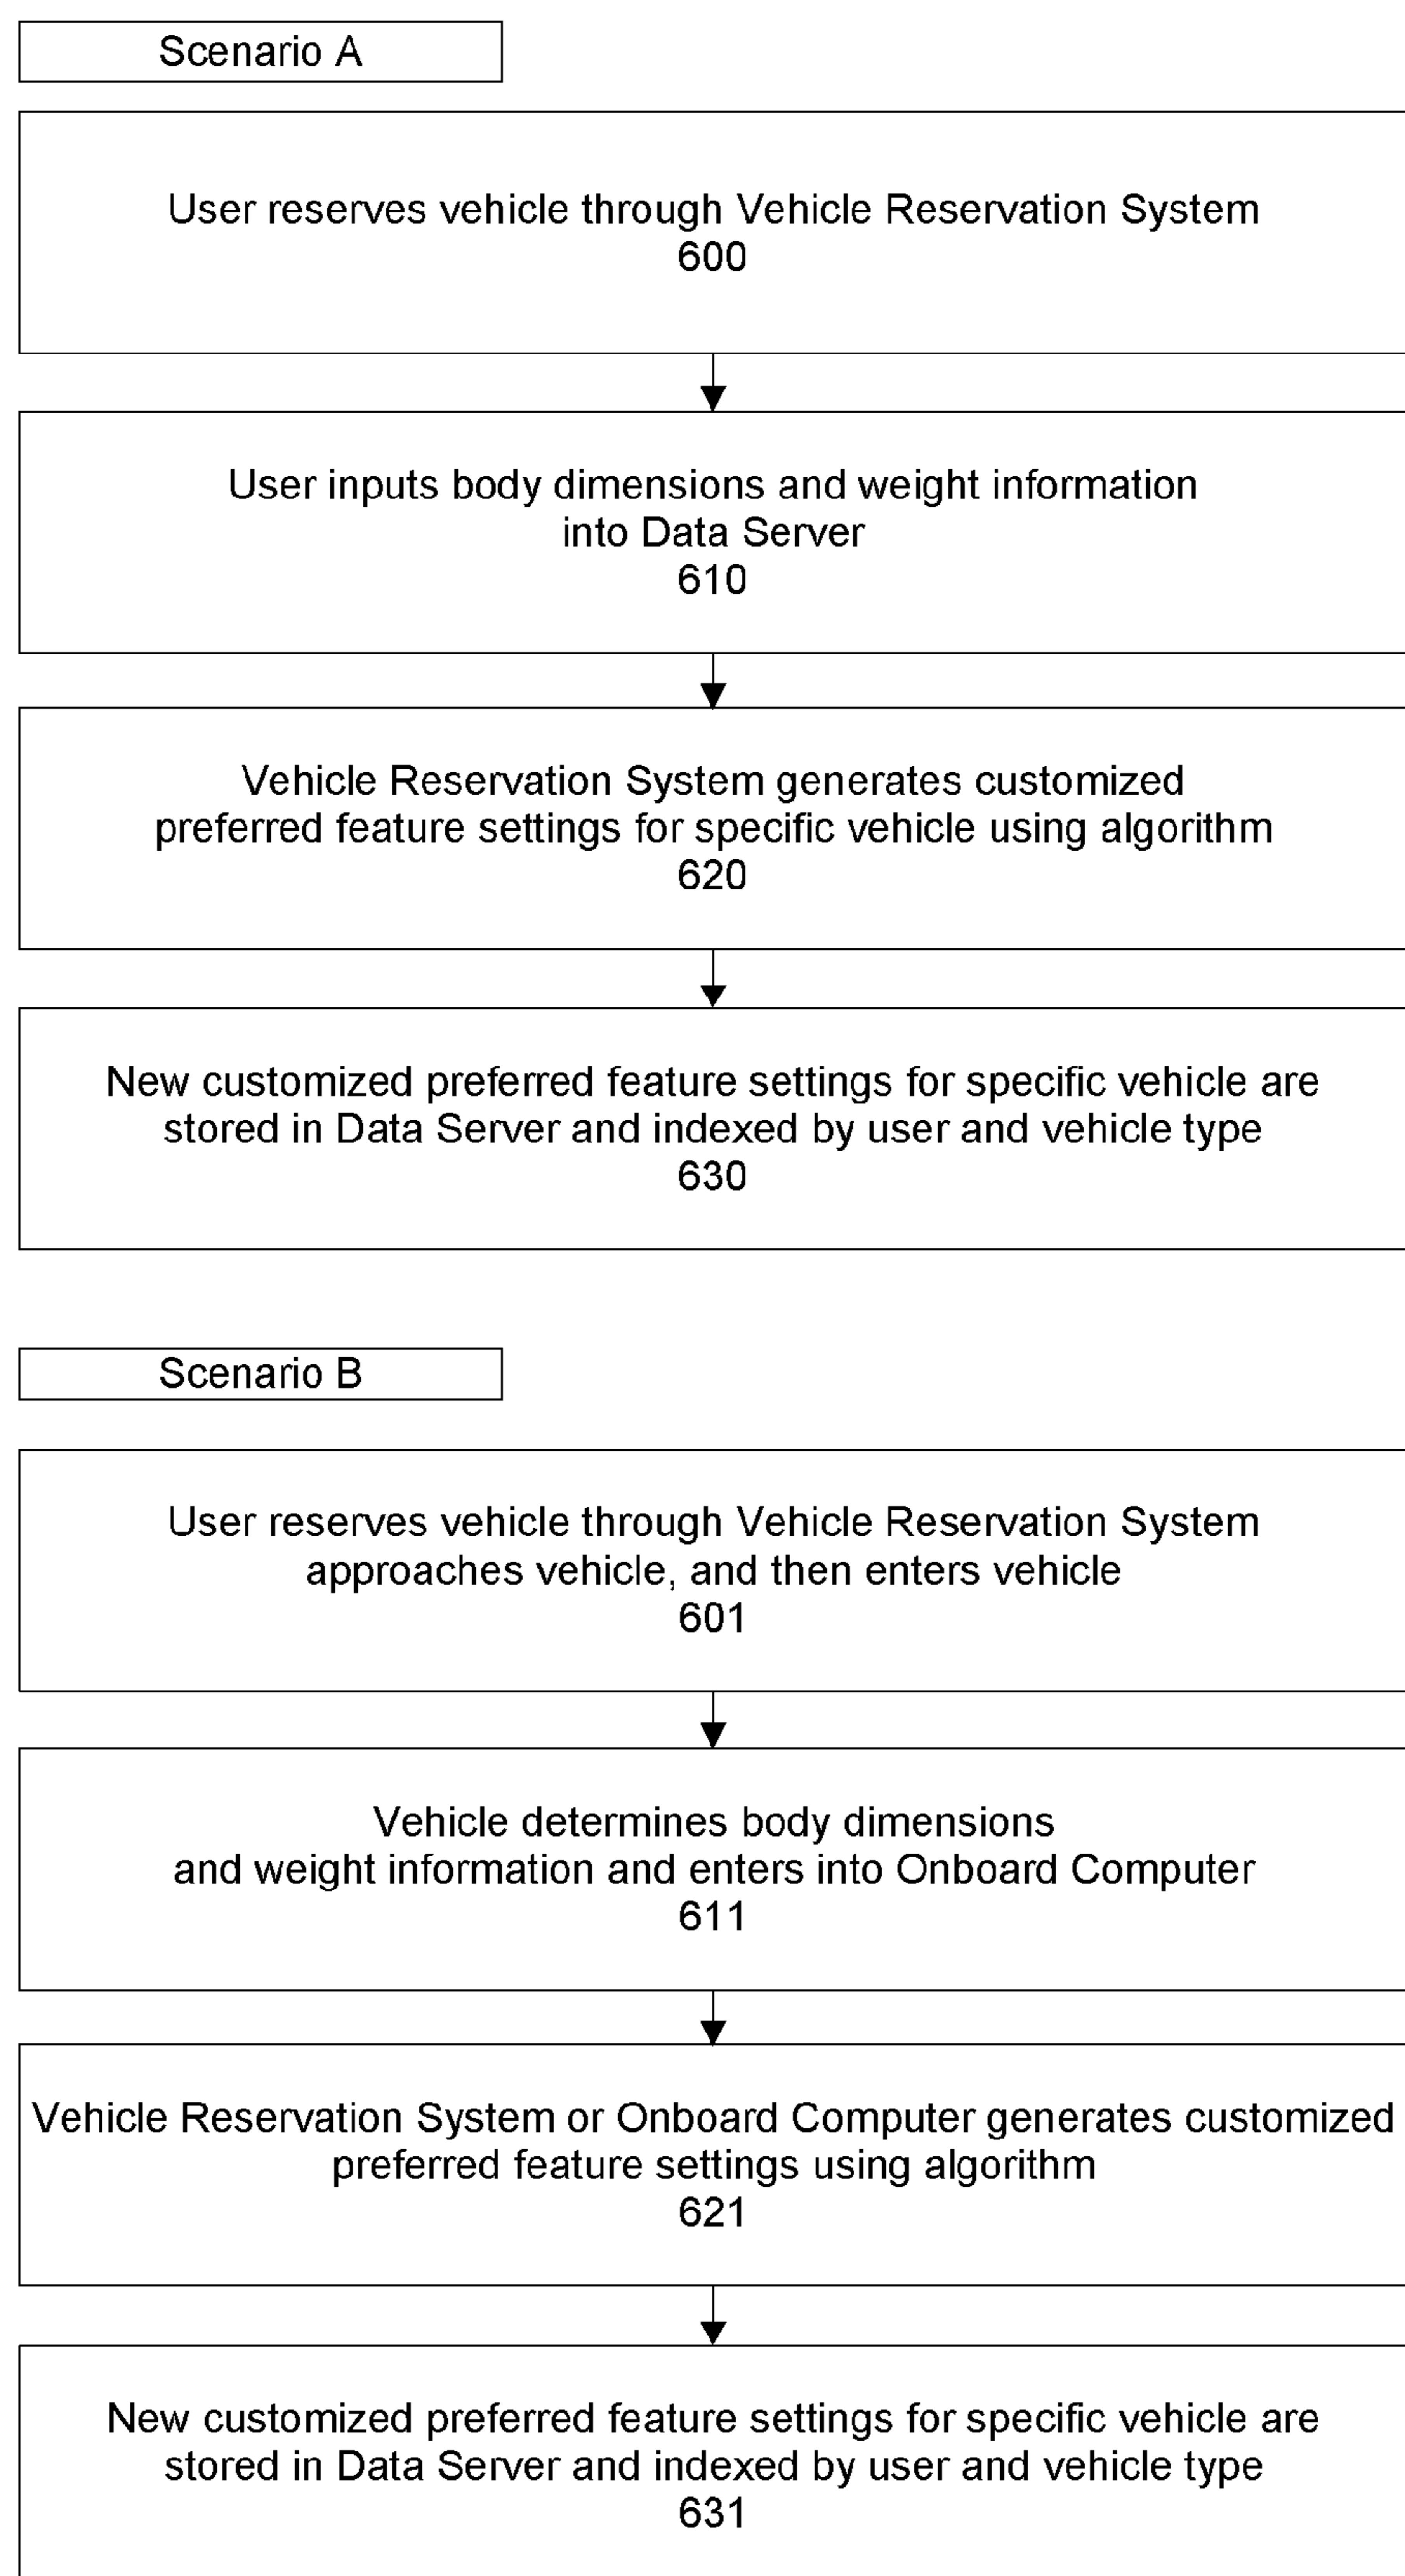 Scenario A
User reserves vehicle through Vehicle Reservation System
600
User inputs body dimensions and weight information
into Data Server
610
Vehicle Reservation System generates customized
preferred feature settings for specific vehicle using algorithm
620
New customized preferred feature settings for specific vehicle are
stored in Data Server and indexed by user and vehicle type
630
Scenario B
User reserves vehicle through Vehicle Reservation System
approaches vehicle, and then enters vehicle
601
Vehicle determines body dimensions
and weight information and enters into Onboard Computer
611
Vehicle Reservation System or Onboard Computer generates customized
preferred feature settings using algorithm
621
New customized preferred feature settings for specific vehicle are
stored in Data Server and indexed by user and vehicle type
631